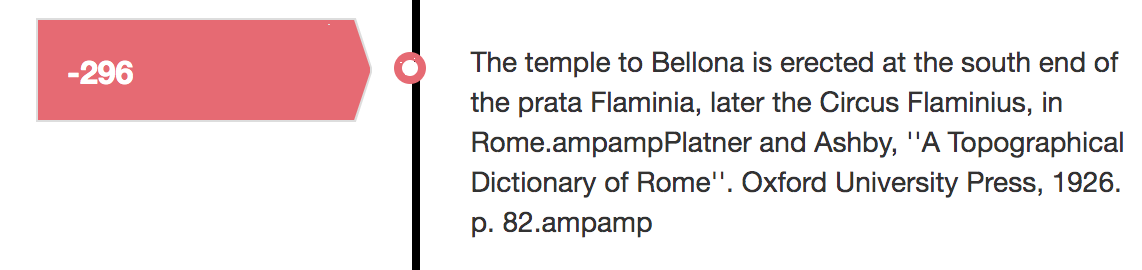 -296
The temple to Bellona is erected at the south end of
the prata Flaminia, later the Circus Flaminius, in
Rome.ampampPlatner and Ashby, ''A Topographical
Dictionary of Rome''. Oxford University Press, 1926.
p. 82.ampamp